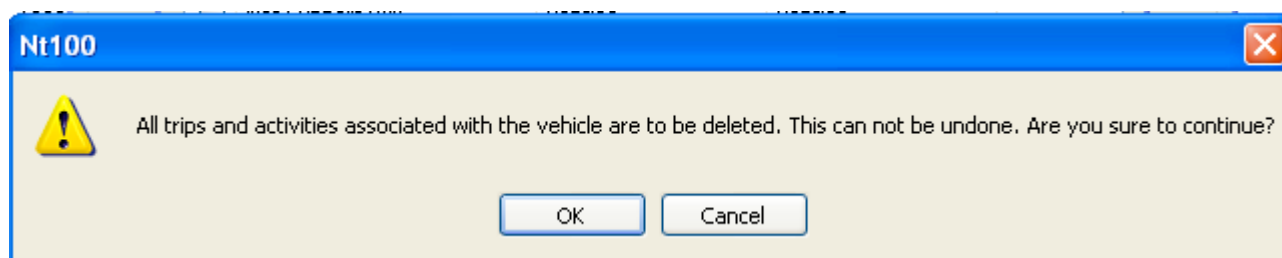 Nt100
All trips and activities associated with the vehicle are to be deleted. This can not be undone. Are you sure to continue?
OK Cancel